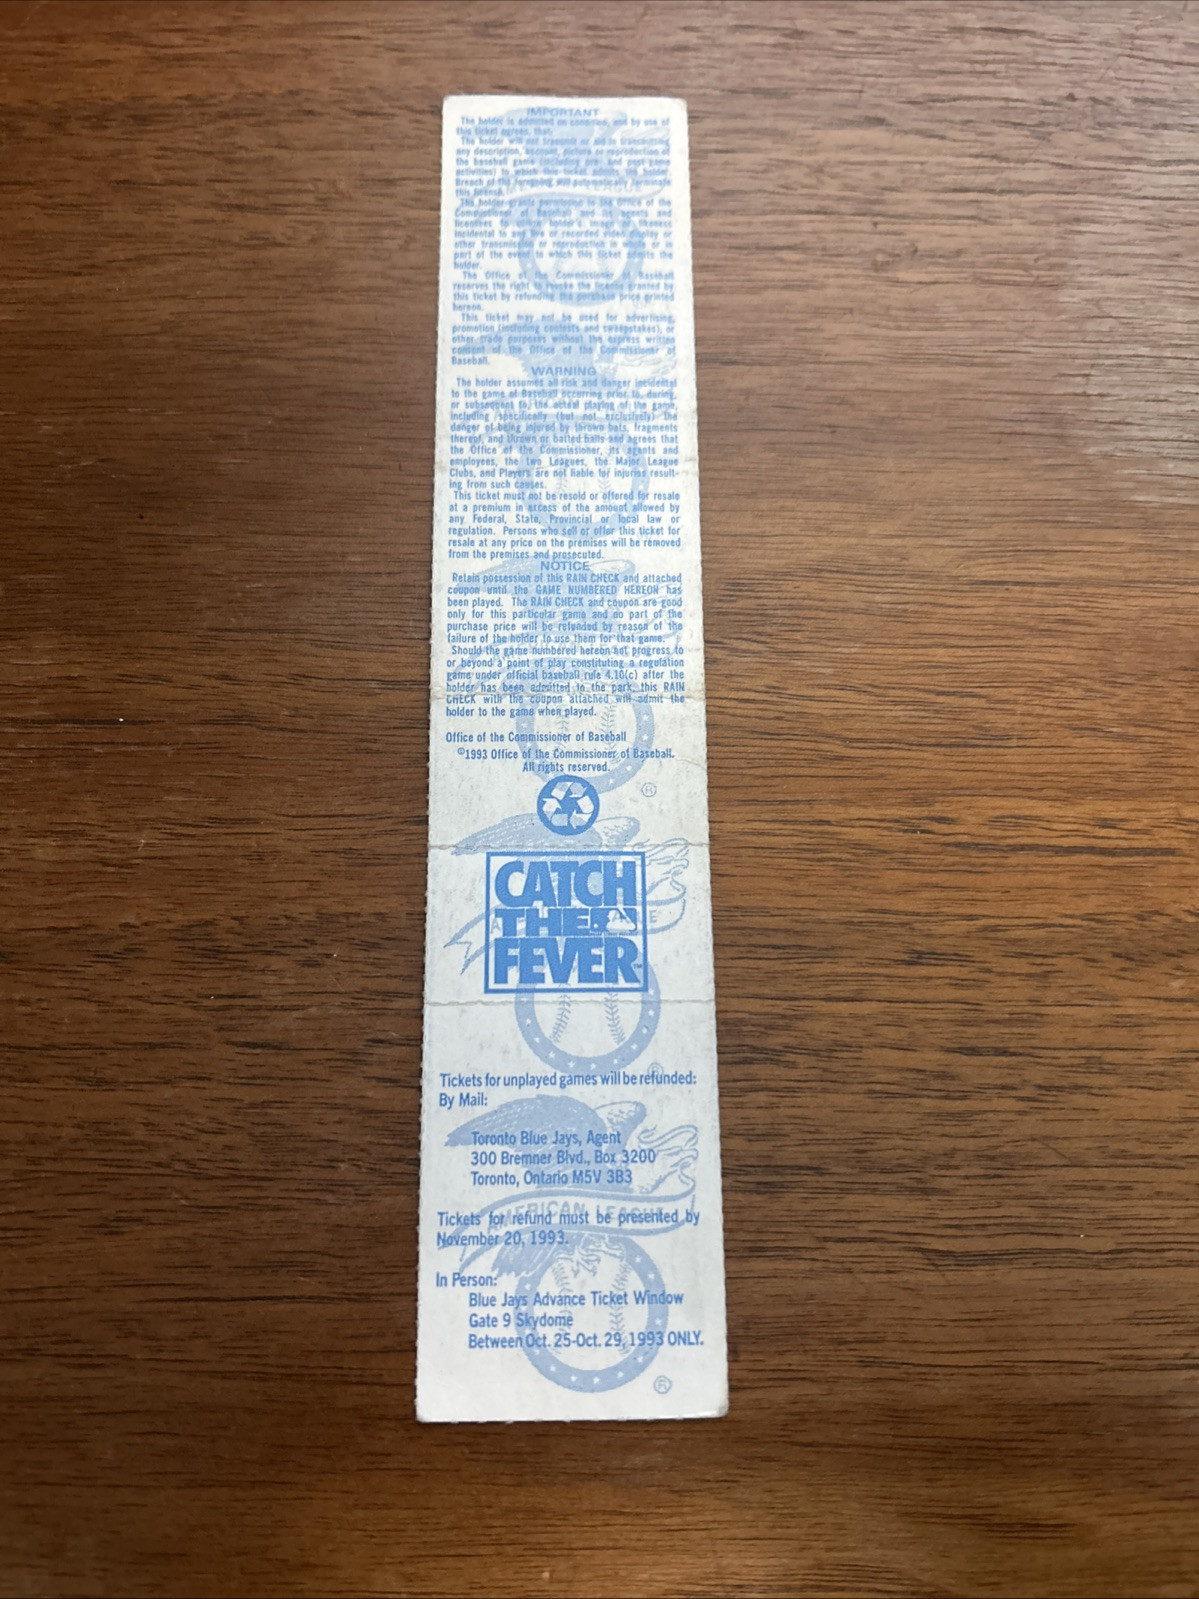 IMPORTANT
The holder is admitted on condition, and by use of
this ticket agrees, that:
The holder will not transmit or aid in transmitting
any description, account, picture or reproduction of
the baseball game (including pre- and post-game
activities) to which this ticket admits the holder.
Breach of the foregoing will automatically terminate
this license.
The holder grants permission to the Office of the
Commissioner of Baseball and its agents and
licensees to utilize holder's image or likeness
incidental to any live or recorded video display or
other transmission or reproduction in whole or in
part of the event to which this ticket admits the
holder.
The Office of the Commissioner of Baseball
reserves the right to revoke the license granted by
this ticket by refunding the purchase price printed
hereon.
This ticket may not be used for advertising,
promotion (including contests and sweepstakes), or
other trade purposes without the express written
consent of the Office of the Commissioner of
Baseball.
WARNING
The holder assumes all risk and danger incidental
to the game of Baseball occurring prior to, during,
or subsequent to, the actual playing of the game,
including specifically (but not exclusively) the
danger of being injured by thrown bats, fragments
thereof, and thrown or batted balls and agrees that
the Office of the Commissioner, its agents and
employees, the two Leagues, the Major League
Clubs, and Players are not liable for injuries result-
ing from such causes.
This ticket must not be resold or offered for resale
at a premium in excess of the amount allowed by
any Federal, State, Provincial or local law or
regulation. Persons who sell or offer this ticket for
resale at any price on the premises will be removed
from the premises and prosecuted.
NOTICE
Retain possession of this RAIN CHECK and attached
coupon until the GAME NUMBERED HEREON has
been played. The RAIN CHECK and coupon are good
only for this particular game and no part of the
purchase price will be refunded by reason of the
failure of the holder to use them for that game.
Should the game numbered hereon not progress to
or beyond a point of play constituting a regulation
game under official baseball rule 4.10(c) after the
holder has been admitted to the park, this RAIN
CHECK with the coupon attached will admit the
holder to the game when played.
Office of the Commissioner of Baseball
©1993 Office of the Commissioner of Baseball.
All rights reserved.
®
CATCH
THE
FEVER™
Tickets for unplayed games will be refunded:
By Mail:
Toronto Blue Jays, Agent
300 Bremner Blvd., Box 3200
Toronto, Ontario M5V 3B3
AMERICAN LEAGUE
Tickets for refund must be presented by
November 20, 1993.
In Person:
Blue Jays Advance Ticket Window
Gate 9 Skydome
Between Oct. 25-Oct. 29, 1993 ONLY.
®